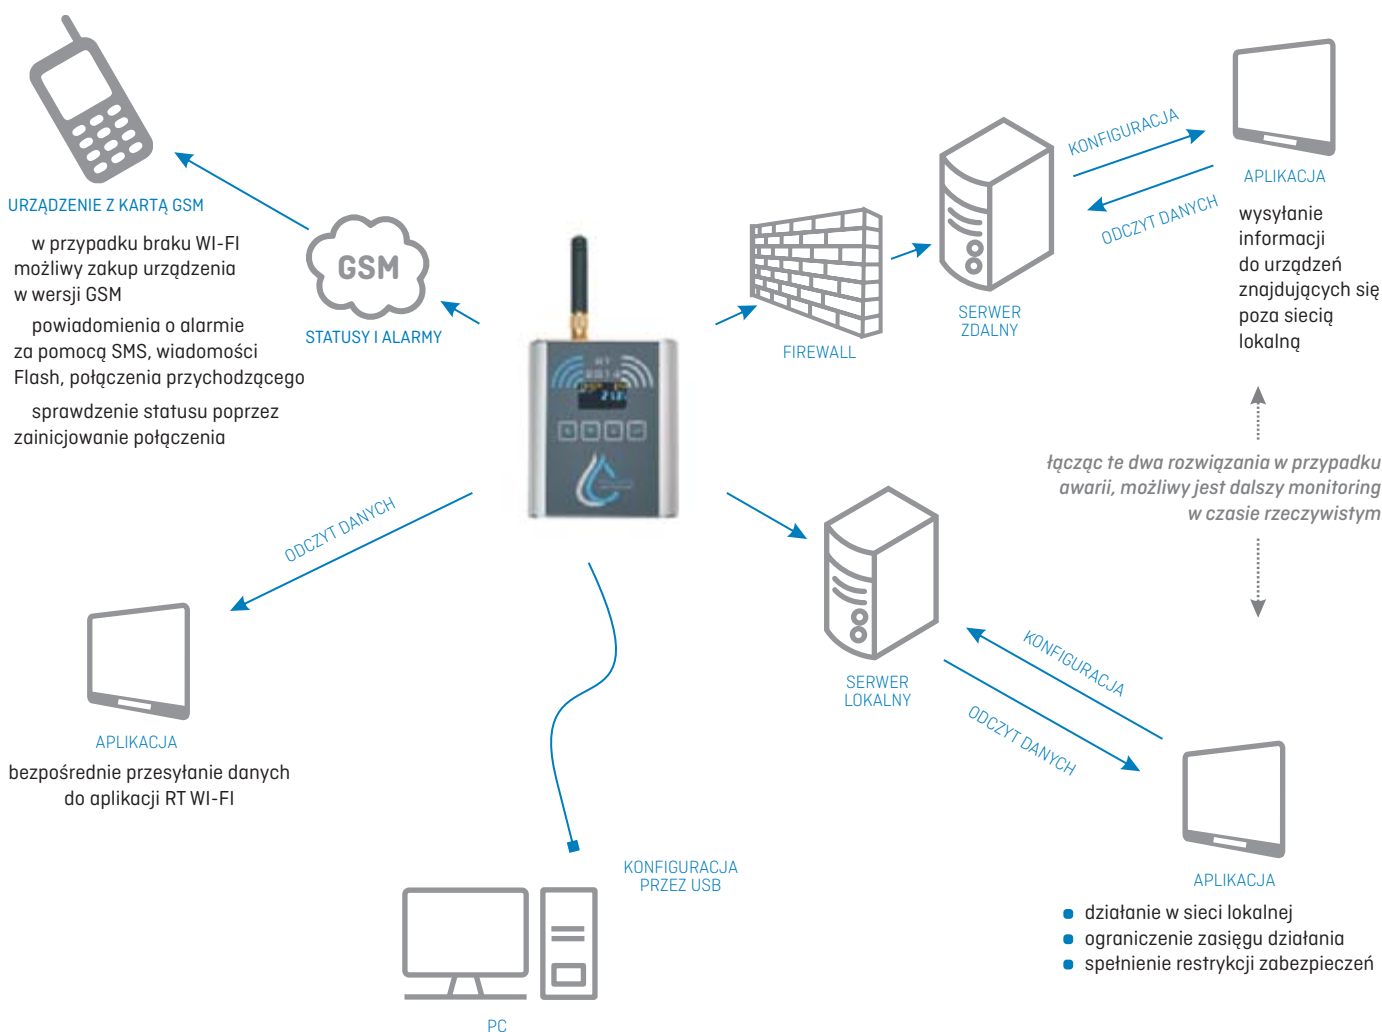 URZĄDZENIE Z KARTĄ GSM
w przypadku braku WI-FI
możliwy zakup urządzenia
w wersji GSM
powiadomienia o alarmie
za pomocą SMS, wiadomości
Flash, połączenia przychodzącego
sprawdzenie statusu poprzez
zainicjowanie połączenia
GSM
STATUSY I ALARMY
FIREWALL
SERWER
ZDALNY
KONFIGURACJA
ODCZYT DANYCH
APLIKACJA
wysyłanie
informacji
do urządzeń
znajdujących się
poza siecią
lokalną
łącząc te dwa rozwiązania w przypadku
awarii, możliwy jest dalszy monitoring
w czasie rzeczywistym
ODCZYT DANYCH
APLIKACJA
bezpośrednie przesyłanie danych
do aplikacji RT WI-FI
SERWER
LOKALNY
KONFIGURACJA
ODCZYT DANYCH
APLIKACJA
działanie w sieci lokalnej
ograniczenie zasięgu działania
spełnienie restrykcji zabezpieczeń
KONFIGURACJA
PRZEZ USB
PC